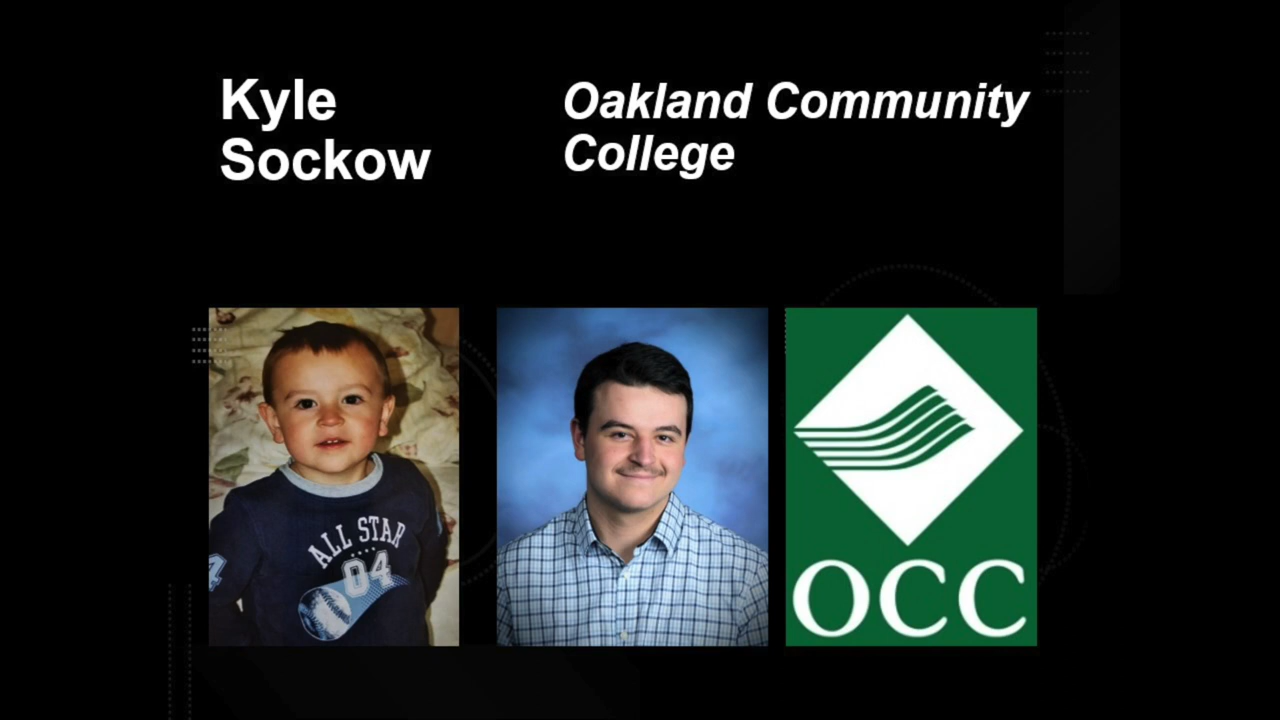 Kyle
Sockow
Oakland Community
College
ALL STAR
04
OCC